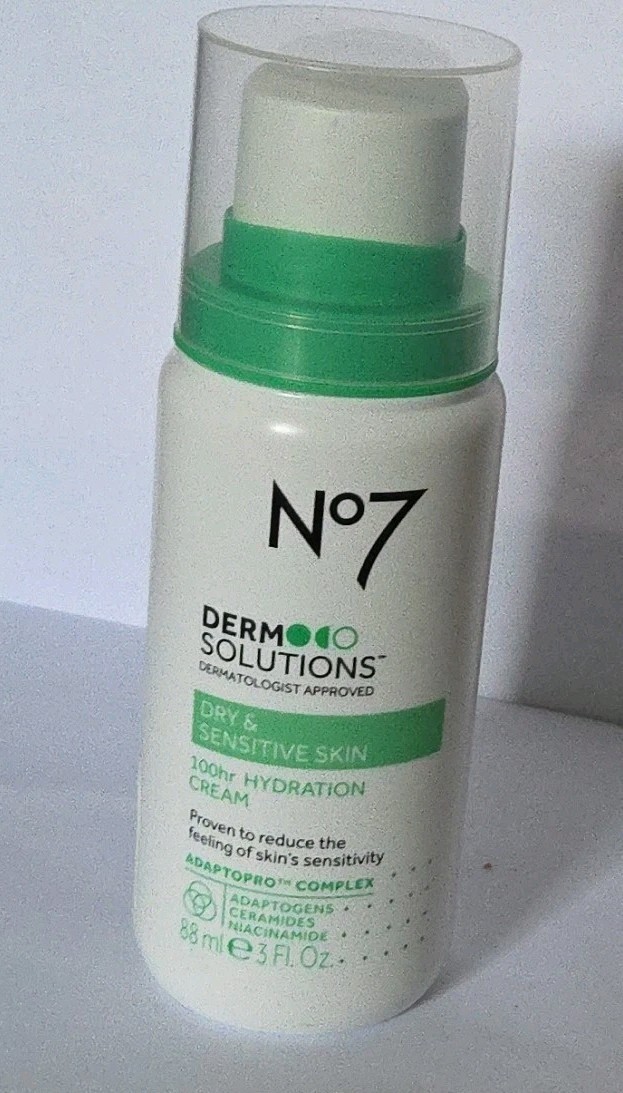 No7
DERM
SOLUTIONS™
DERMATOLOGIST APPROVED
DRY &
SENSITIVE SKIN
100hr HYDRATION
CREAM
Proven to reduce the
feeling of skin's sensitivity
ADAPTOPRO™ COMPLEX
ADAPTOGENS
CERAMIDES
NIACINAMIDE
88 ml e 3 Fl. Oz.